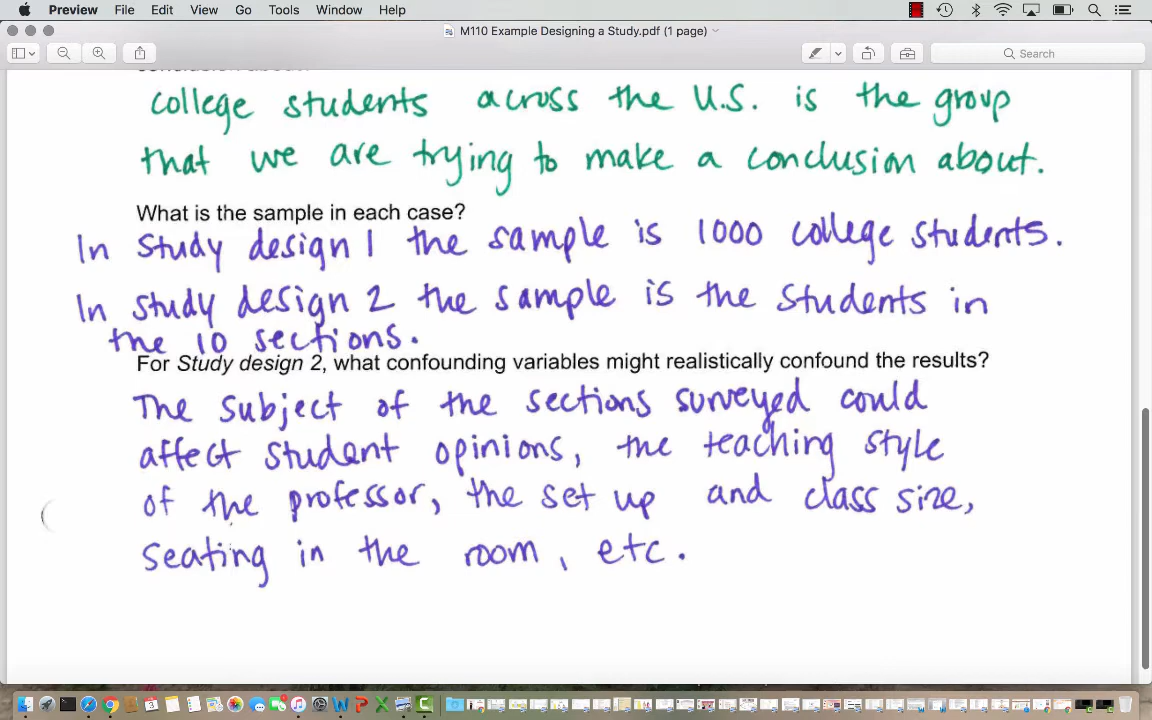 Preview File Edit View Go Tools Window Help
M110 Example Designing a Study.pdf (1 page)
Search
college students across the U.S. is the group
that we are trying to make a conclusion about.
What is the sample in each case?
In Study design 1 the sample is 1000 college students.
In study design 2 the sample is the students in
the 10 sections.
For Study design 2, what confounding variables might realistically confound the results?
The subject of the sections surveyed could
affect student opinions, the teaching style
of the professor, the set up and class size,
seating in the room, etc.